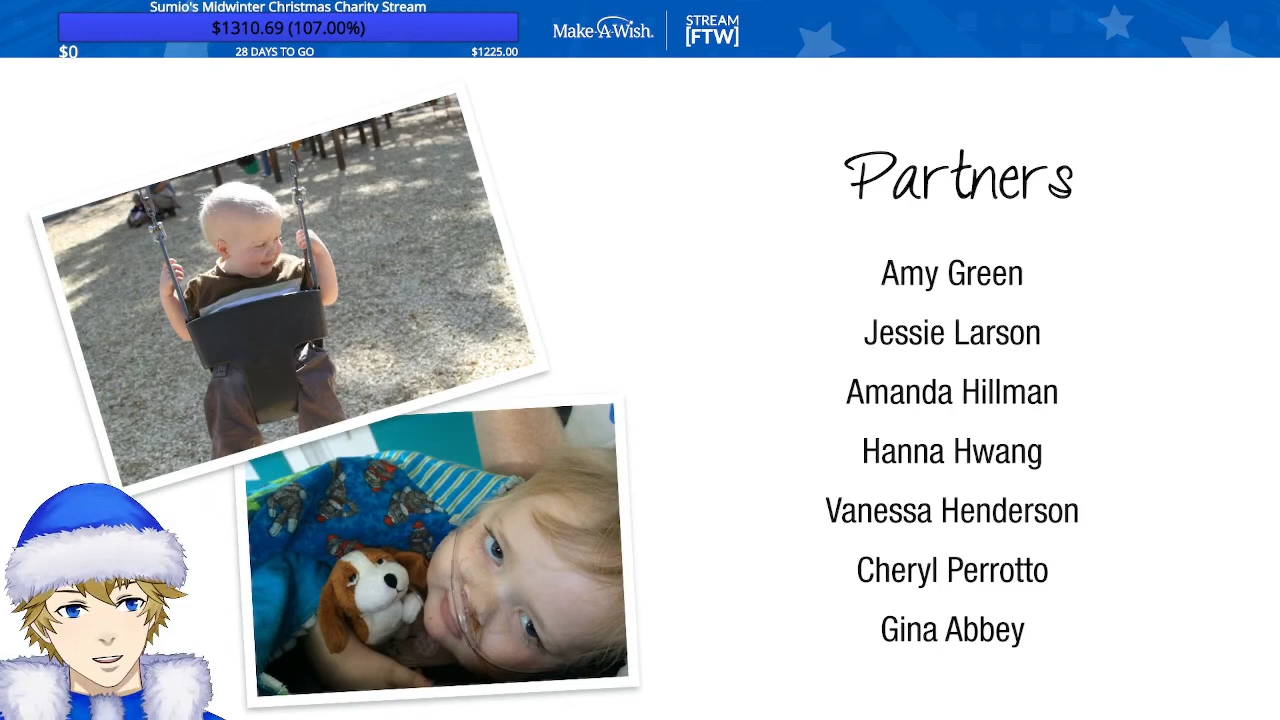 Sumio's Midwinter Christmas Charity Stream
$1310.69 (107.00%)
$0
28 DAYS TO GO
$1225.00
Make-A-Wish.
STREAM
[FTW]
Partners
Amy Green
Jessie Larson
Amanda Hillman
Hanna Hwang
Vanessa Henderson
Cheryl Perrotto
Gina Abbey